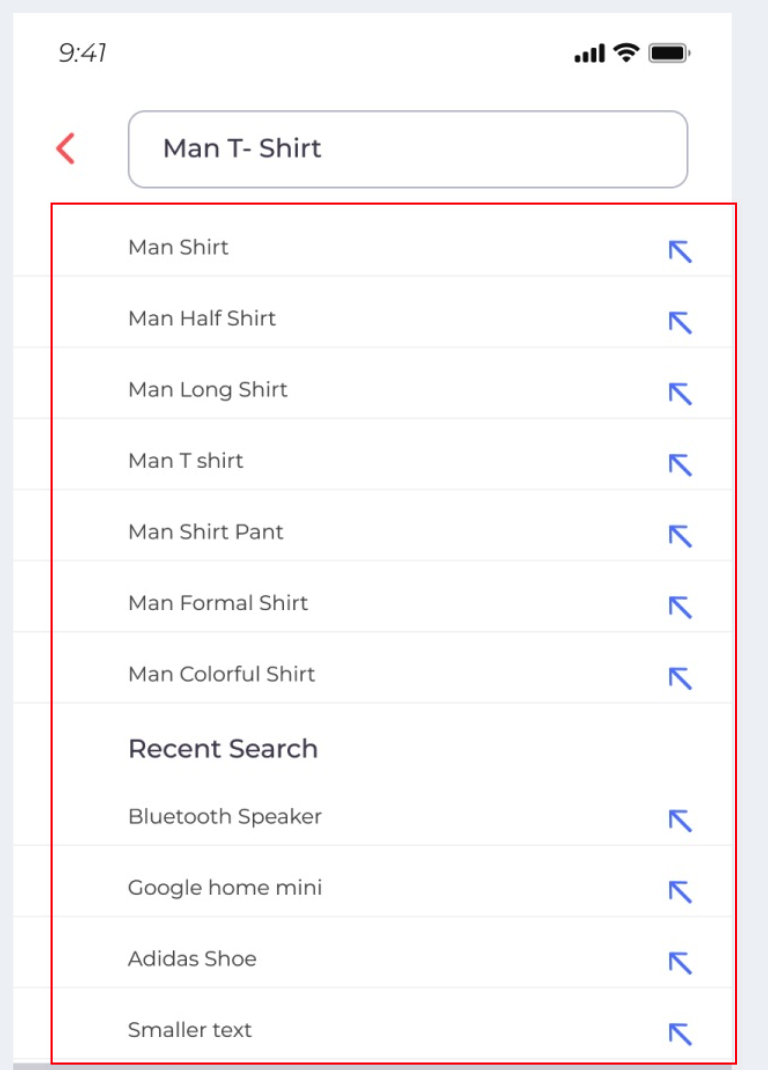 9:41
Man T- Shirt
Man Shirt
Man Half Shirt
Man Long Shirt
Man T shirt
Man Shirt Pant
Man Formal Shirt
Man Colorful Shirt
Recent Search
Bluetooth Speaker
Google home mini
Adidas Shoe
Smaller text